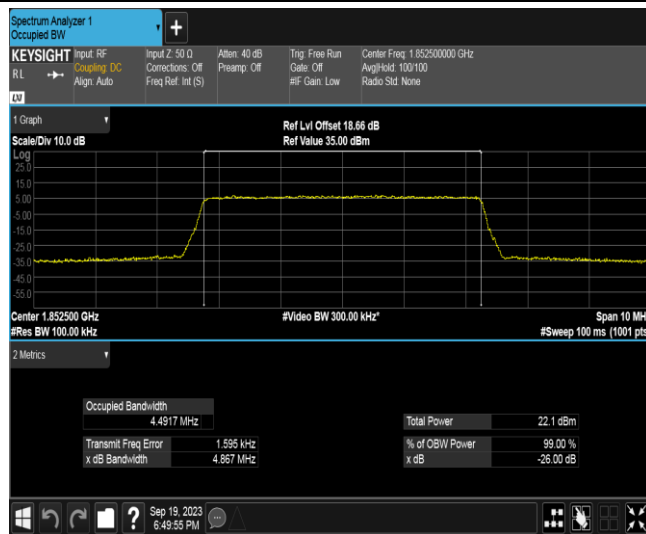 Spectrum Analyzer 1
Occupied BW
+
KEYSIGHT
RL
LXI
Input: RF
Coupling: DC
Align: Auto
Input Z: 50 Ω
Corrections: Off
Freq Ref: Int (S)
Atten: 40 dB
Preamp: Off
Trig: Free Run
Gate: Off
#IF Gain: Low
Center Freq: 1.852500000 GHz
Avg|Hold: 100/100
Radio Std: None
1 Graph
Scale/Div 10.0 dB
Ref Lvl Offset 18.66 dB
Ref Value 35.00 dBm
Log
25.0
15.0
5.00
-5.00
-15.0
-25.0
-35.0
-45.0
-55.0
Center 1.852500 GHz
#Res BW 100.00 kHz
#Video BW 300.00 kHz*
Span 10 MH
#Sweep 100 ms (1001 pts
2 Metrics
Occupied Bandwidth
4.4917 MHz
Total Power 22.1 dBm
Transmit Freq Error 1.595 kHz
% of OBW Power 99.00 %
x dB Bandwidth 4.867 MHz
x dB -26.00 dB
?
Sep 19, 2023
6:49:55 PM